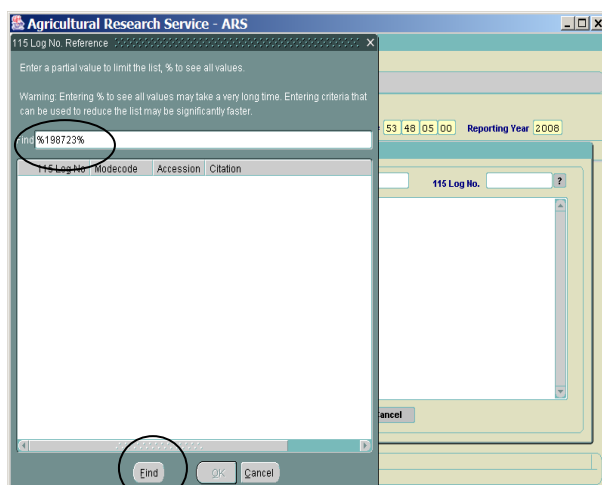 Agricultural Research Service - ARS
115 Log No. Reference
Enter a partial value to limit the list, % to see all values.
Warning: Entering % to see all values may take a very long time. Entering criteria that
can be used to reduce the list may be significantly faster.
Find %198723%
115 Log No Modecode Accession Citation
Find OK Cancel
53 48 05 00 Reporting Year 2008
115 Log No. ?
ancel